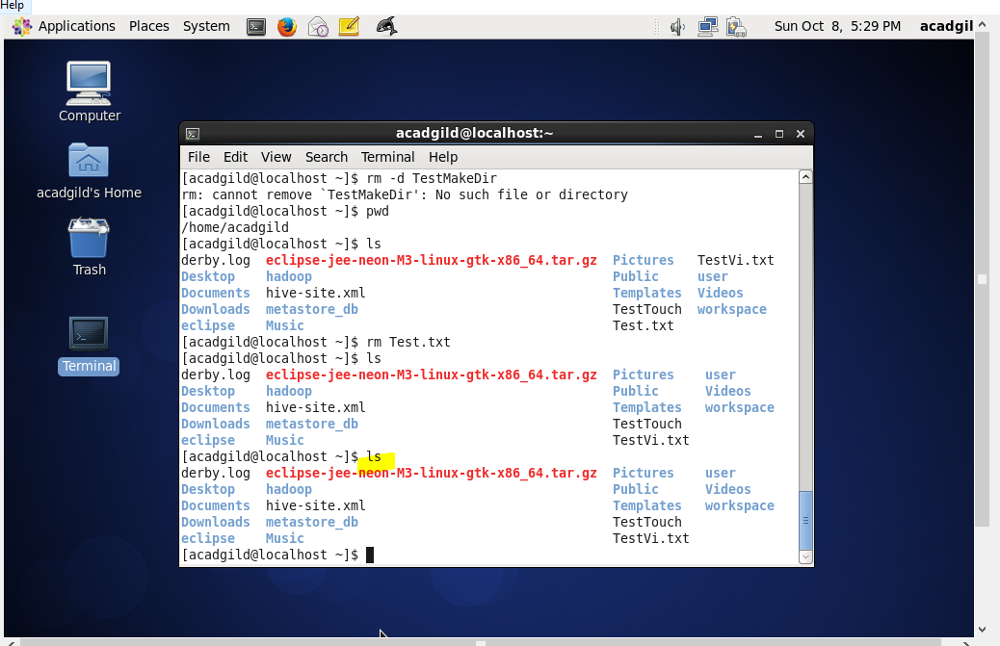 Help
Applications Places System Sun Oct 8, 5:29 PM acadgil
Computer
acadgild's Home
Trash
Terminal
acadgild@localhost:~
File Edit View Search Terminal Help
[acadgild@localhost ~]$ rm -d TestMakeDir
rm: cannot remove `TestMakeDir': No such file or directory
[acadgild@localhost ~]$ pwd
/home/acadgild
[acadgild@localhost ~]$ ls
derby.log eclipse-jee-neon-M3-linux-gtk-x86_64.tar.gz Pictures TestVi.txt
Desktop hadoop Public user
Documents hive-site.xml Templates Videos
Downloads metastore_db TestTouch workspace
eclipse Music Test.txt
[acadgild@localhost ~]$ rm Test.txt
[acadgild@localhost ~]$ ls
derby.log eclipse-jee-neon-M3-linux-gtk-x86_64.tar.gz Pictures user
Desktop hadoop Public Videos
Documents hive-site.xml Templates workspace
Downloads metastore_db TestTouch
eclipse Music TestVi.txt
[acadgild@localhost ~]$ ls
derby.log eclipse-jee-neon-M3-linux-gtk-x86_64.tar.gz Pictures user
Desktop hadoop Public Videos
Documents hive-site.xml Templates workspace
Downloads metastore_db TestTouch
eclipse Music TestVi.txt
[acadgild@localhost ~]$